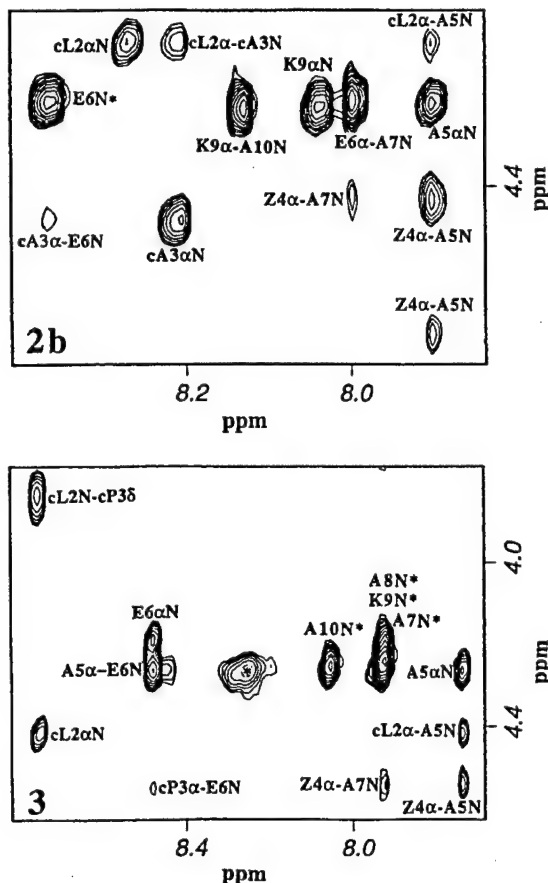 cL2α-A5N
cL2αN
cL2α-cA3N
K9αN
E6N*
K9α-A10N
E6α-A7N
A5αN
4.4
ppm
Z4α-A7N
cA3α-E6N
cA3αN
Z4α-A5N
Z4α-A5N
2b
8.2
8.0
ppm
cL2N-cP3δ
4.0
A8N*
K9N*
E6αN
A10N*
A7N*
ppm
A5α-E6N
*
A5αN
cL2αN
cL2α-A5N
4.4
cP3α-E6N
Z4α-A7N
Z4α-A5N
3
8.4
8.0
ppm